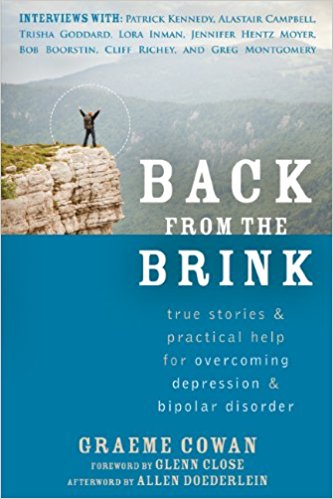 INTERVIEWS WITH: PATRICK KENNEDY, ALASTAIR CAMPBELL,
TRISHA GODDARD, LORA INMAN, JENNIFER HENTZ MOYER,
BOB BOORSTIN, CLIFF RICHEY, AND GREG MONTGOMERY
BACK
FROM THE
BRINK
true stories &
practical help
for overcoming
depression &
bipolar disorder
GRAEME COWAN
FOREWORD BY GLENN CLOSE
AFTERWORD BY ALLEN DOEDERLEIN